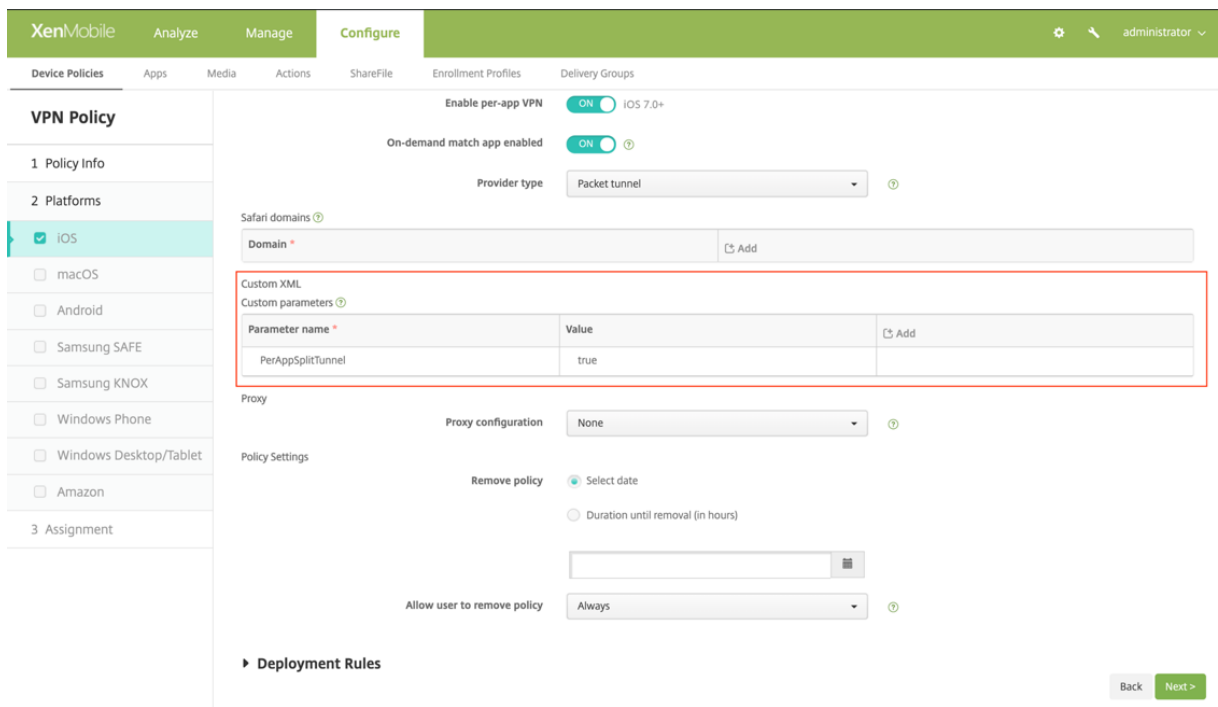 XenMobile Analyze Manage Configure administrator
Device Policies Apps Media Actions ShareFile Enrollment Profiles Delivery Groups
VPN Policy
1 Policy Info
2 Platforms
iOS
macOS
Android
Samsung SAFE
Samsung KNOX
Windows Phone
Windows Desktop/Tablet
Amazon
3 Assignment
Enable per-app VPN ON iOS 7.0+
On-demand match app enabled ON ?
Provider type Packet tunnel ?
Safari domains ?
Domain * Add
Custom XML
Custom parameters ?
Parameter name * Value Add
PerAppSplitTunnel true
Proxy
Proxy configuration None ?
Policy Settings
Remove policy Select date
Duration until removal (in hours)
Allow user to remove policy Always ?
Deployment Rules
Back Next >